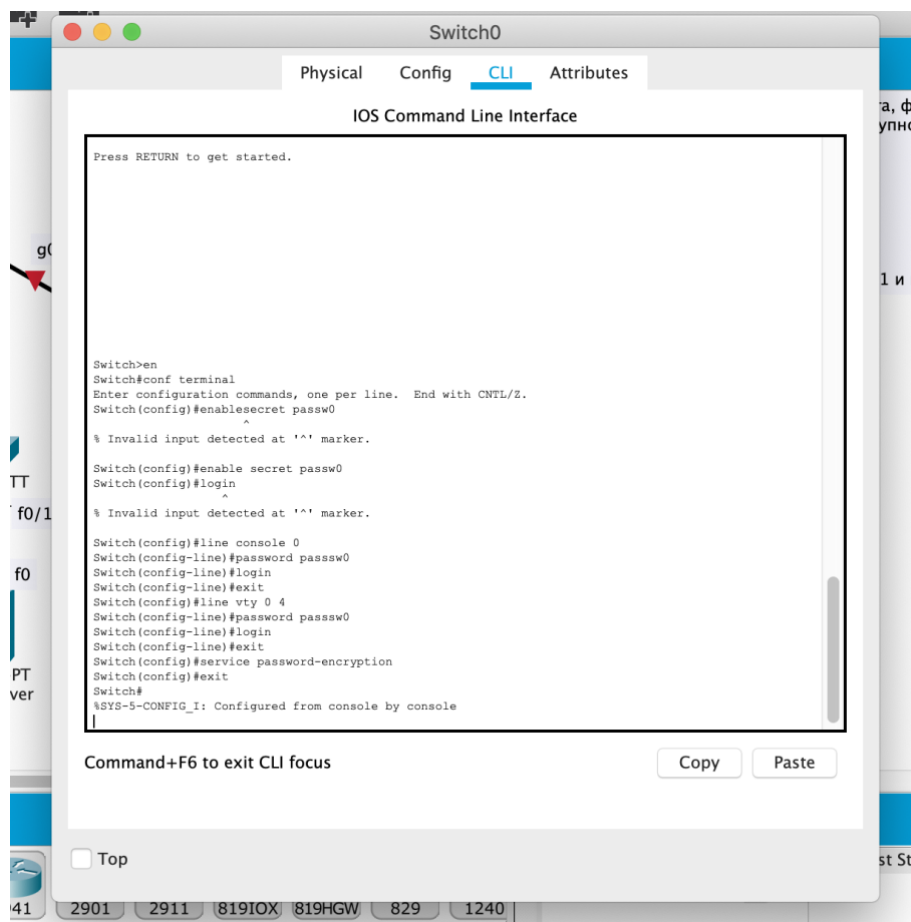 Switch0
Physical Config CLI Attributes
IOS Command Line Interface
Press RETURN to get started.
Switch>en
Switch#conf terminal
Enter configuration commands, one per line.  End with CNTL/Z.
Switch(config)#enablesecret passw0
^
% Invalid input detected at '^' marker.
Switch(config)#enable secret passw0
Switch(config)#login
^
% Invalid input detected at '^' marker.
Switch(config)#line console 0
Switch(config-line)#password passsw0
Switch(config-line)#login
Switch(config-line)#exit
Switch(config)#line vty 0 4
Switch(config-line)#password passsw0
Switch(config-line)#login
Switch(config-line)#exit
Switch(config)#service password-encryption
Switch(config)#exit
Switch#
%SYS-5-CONFIG_I: Configured from console by console
Command+F6 to exit CLI focus
Copy Paste
Top
g0
TT
f0/1
f0
PT
ver
а, ф
упно
1 и
st St
941 2901 2911 819IOX 819HGW 829 1240